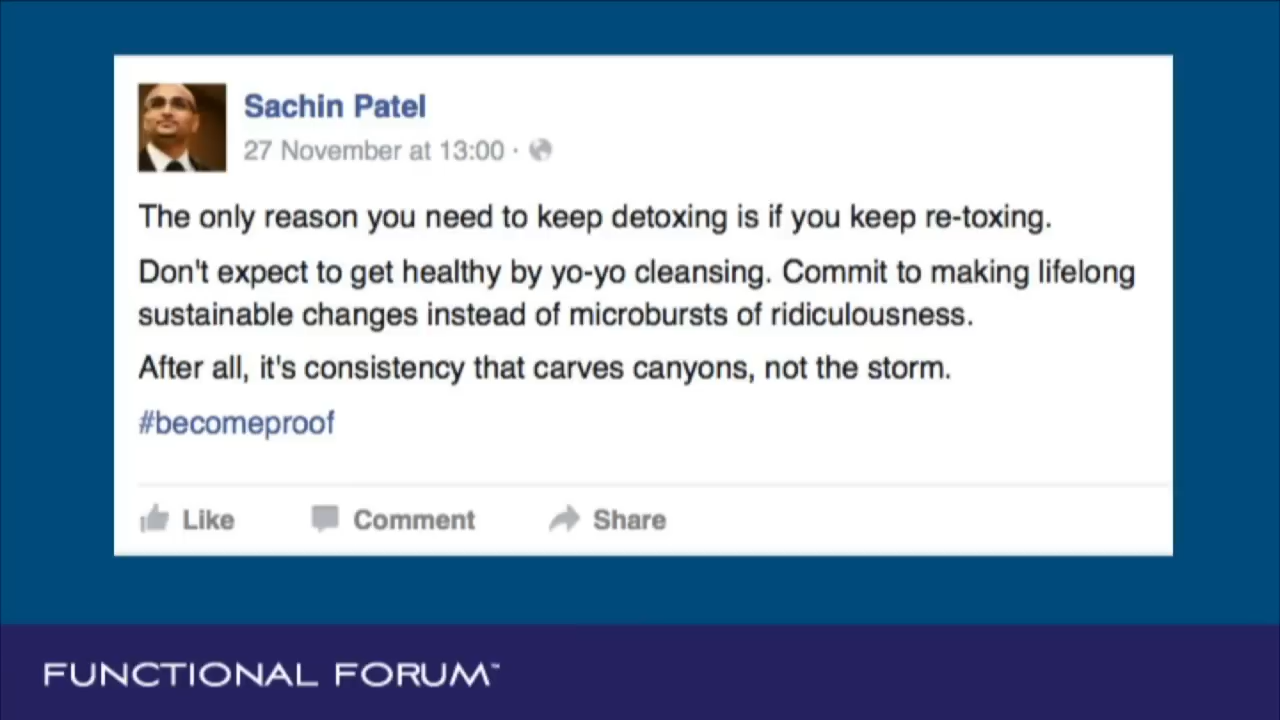 Sachin Patel
27 November at 13:00 ·
The only reason you need to keep detoxing is if you keep re-toxing.
Don't expect to get healthy by yo-yo cleansing. Commit to making lifelong
sustainable changes instead of microbursts of ridiculousness.
After all, it's consistency that carves canyons, not the storm.
#becomeproof
Like Comment Share
FUNCTIONAL FORUM™